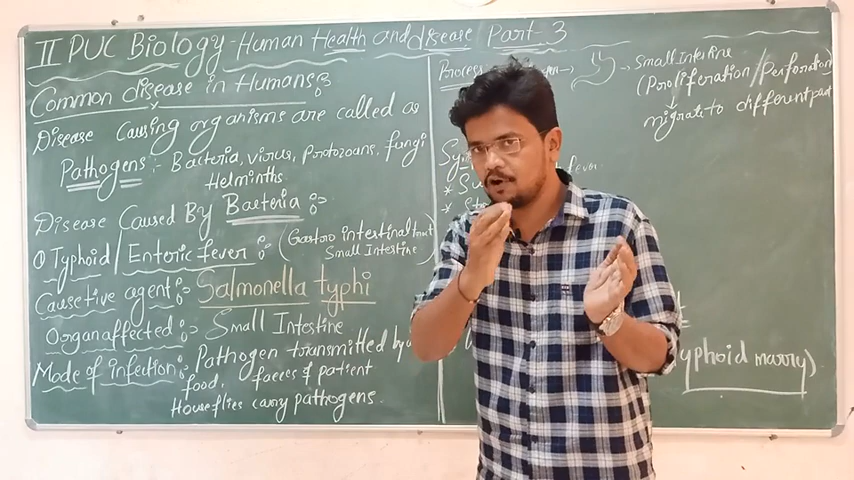 II PUC Biology - Human Health and disease Part-3
Common disease in Humans:
Disease Causing organisms are called as
Pathogens :- Bacteria, virus, protozoans, fungi
Helminths.
Disease Caused By Bacteria :-
① Typhoid / Enteric fever :
(Gastoro intestinal tract
Small Intestine)
Causetive agent : Salmonella typhi
Organ affected : Small Intestine
Mode of infection : Pathogen transmitted by
food, faeces of patient
Houseflies carry pathogens.
Process
→ Small Intestine
(Proliferation / Perforation)
migrate to different part
fever
typhoid marry)